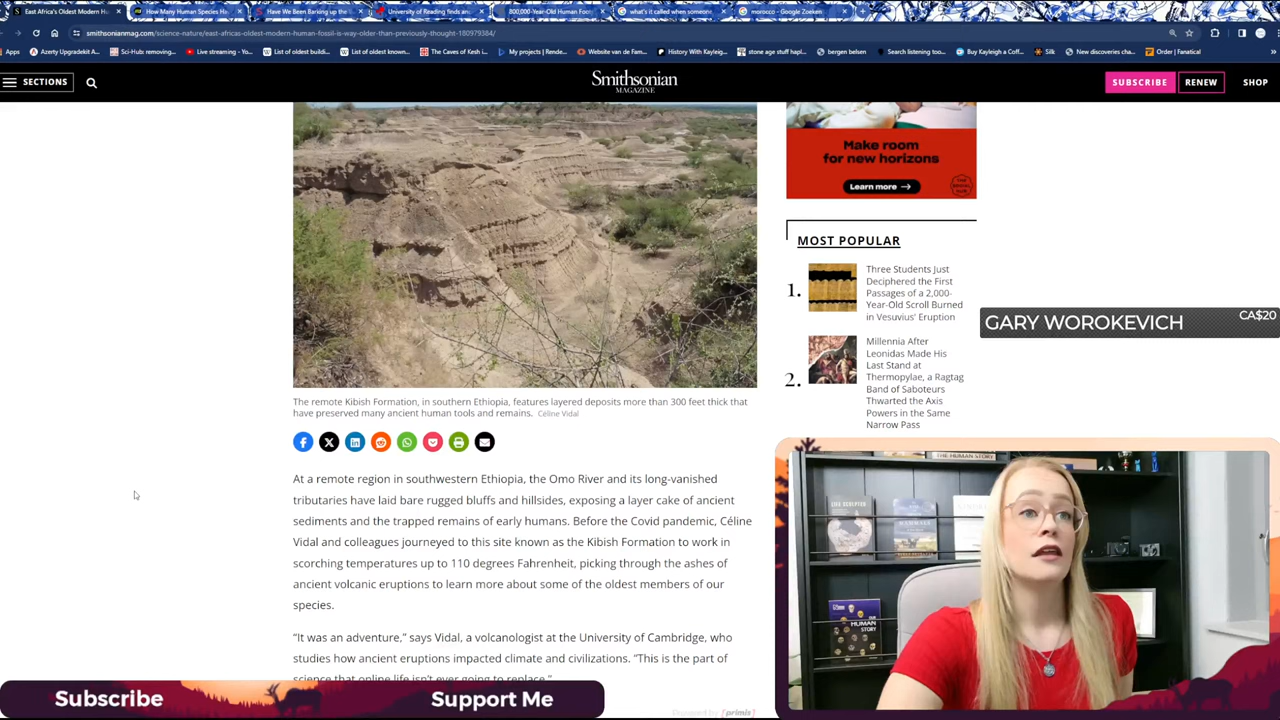 East Africa's Oldest Modern H
How Many Human Species Ha
Have We Been Barking up the
University of Reading finds an
800,000-Year-Old Human Foo
what's it called when someon
morocco - Google Zoeken
smithsonianmag.com/science-nature/east-africas-oldest-modern-human-fossil-is-way-older-than-previously-thought-180979384/
Apps
Azerty Upgradekit A
Sci-Hub: removing
Live streaming - Yo
List of oldest buildin
List of oldest known
The Caves of Kesh i
My projects | Rende
Website van de Fam
History With Kayleig
stone age stuff hapl
bergen belsen
Search listening too
Buy Kayleigh a Coff
Silk
New discoveries cha
Order | Fanatical
SECTIONS
Smithsonian
MAGAZINE
SUBSCRIBE
RENEW
SHOP
Make room
for new horizons
Learn more →
MOST POPULAR
1.
Three Students Just
Deciphered the First
Passages of a 2,000-
Year-Old Scroll Burned
in Vesuvius' Eruption
2.
Millennia After
Leonidas Made His
Last Stand at
Thermopylae, a Ragtag
Band of Saboteurs
Thwarted the Axis
Powers in the Same
Narrow Pass
GARY WOROKEVICH
CA$20
The remote Kibish Formation, in southern Ethiopia, features layered deposits more than 300 feet thick that
have preserved many ancient human tools and remains. Céline Vidal
At a remote region in southwestern Ethiopia, the Omo River and its long-vanished
tributaries have laid bare rugged bluffs and hillsides, exposing a layer cake of ancient
sediments and the trapped remains of early humans. Before the Covid pandemic, Céline
Vidal and colleagues journeyed to this site known as the Kibish Formation to work in
scorching temperatures up to 110 degrees Fahrenheit, picking through the ashes of
ancient volcanic eruptions to learn more about some of the oldest members of our
species.
“It was an adventure,” says Vidal, a volcanologist at the University of Cambridge, who
studies how ancient eruptions impacted climate and civilizations. “This is the part of
science that online life isn't ever going to replace.”
Powered by primis
Subscribe
Support Me
THE HUMAN STORY
OUR
HUMAN
STORY